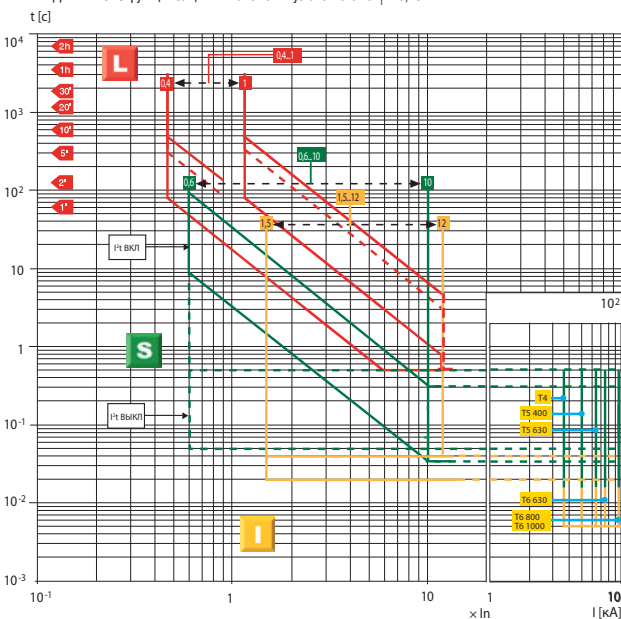 t [c]
10⁴
2h
L
0,4...1
1h
0,4
1
30'
20'
10³
10'
5'
0,6...10
2'
0,6
10
10²
1,5...12
1'
1,5
12
I²t ВКЛ
10
10²
1
S
T4
T5 400
I²t ВЫКЛ
10⁻¹
T5 630
10⁻²
T6 630
T6 800
T6 1000
I
10⁻³
10⁻¹
1
10
1
10
x In
I [кА]